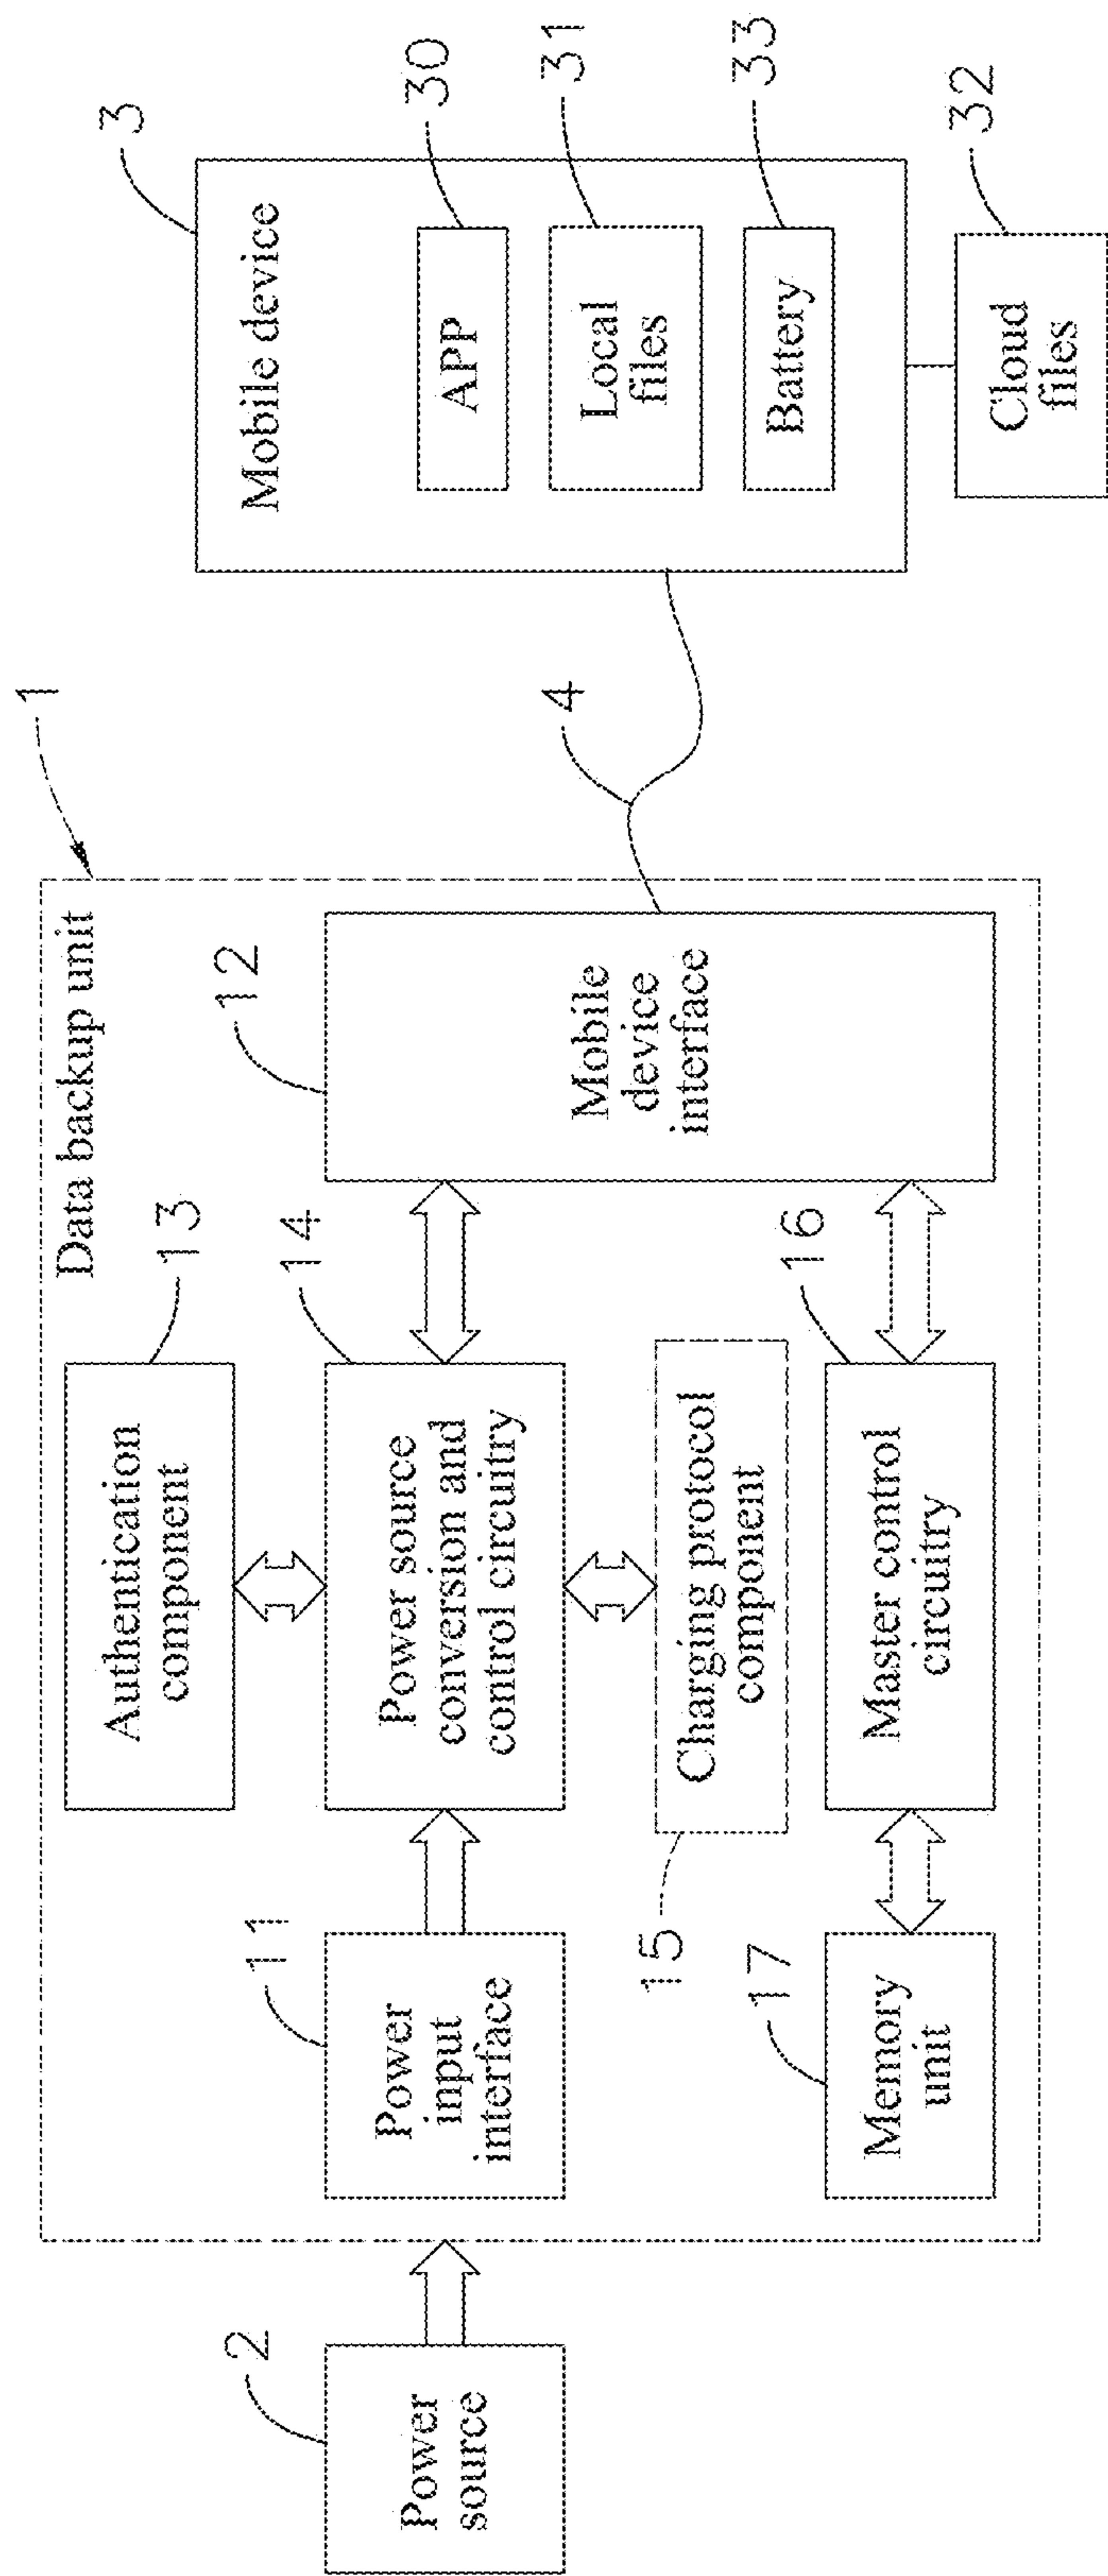 1
Data backup unit
2
Power
source
11
Power
input
interface
13
Authentication
component
14
Power source
conversion and
control circuitry
15
Charging protocol
component
17
Memory
unit
16
Master control
circuitry
12
Mobile
device
interface
4
3
Mobile device
30
APP
31
Local
files
33
Battery
32
Cloud
files